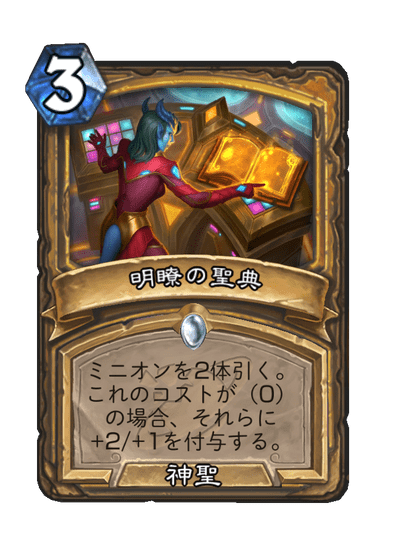 3
明瞭の聖典
ミニオンを2体引く。
これのコストが（0）
の場合、それらに
+2/+1を付与する。
神聖